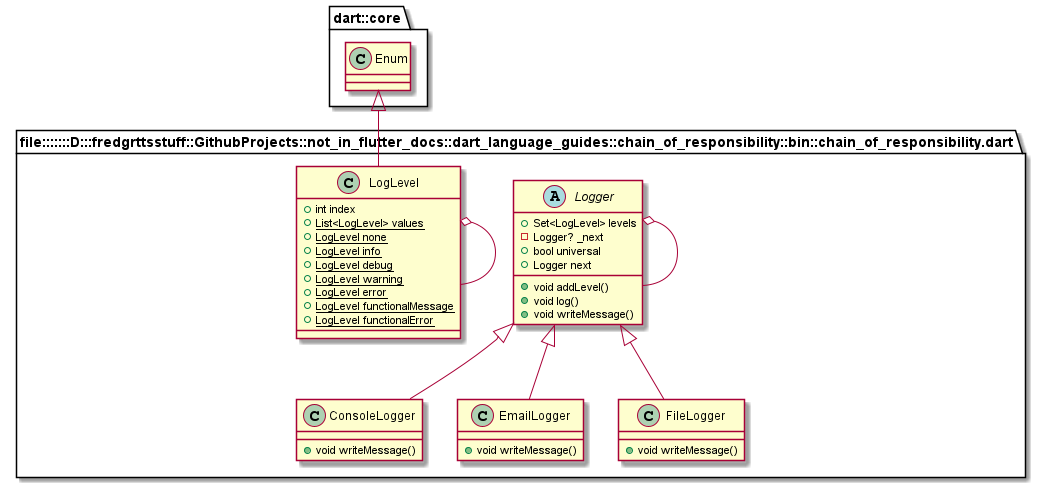 dart::core
C Enum
file:::::::D:::fredgrttsstuff::GithubProjects::not_in_flutter_docs::dart_language_guides::chain_of_responsibility::bin::chain_of_responsibility.dart
C LogLevel
int index
List<LogLevel> values
LogLevel none
LogLevel info
LogLevel debug
LogLevel warning
LogLevel error
LogLevel functionalMessage
LogLevel functionalError
A Logger
Set<LogLevel> levels
Logger? _next
bool universal
Logger next
void addLevel()
void log()
void writeMessage()
C ConsoleLogger
void writeMessage()
C EmailLogger
void writeMessage()
C FileLogger
void writeMessage()